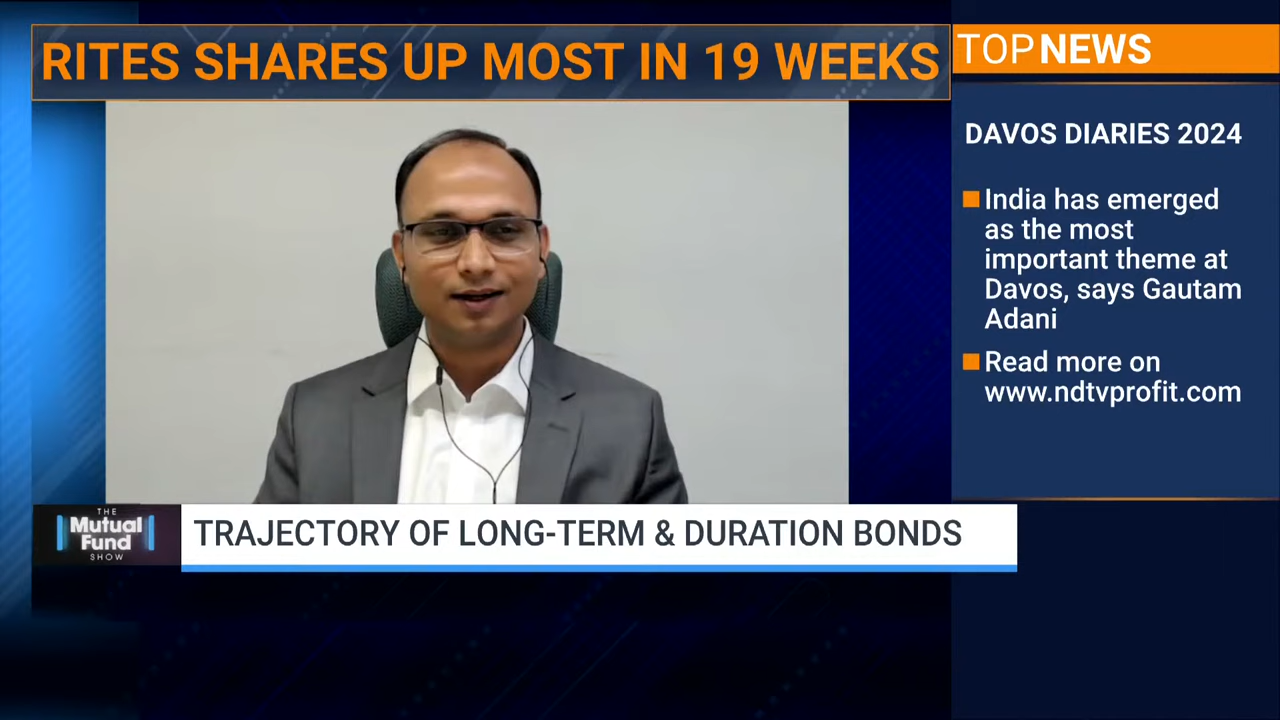 RITES SHARES UP MOST IN 19 WEEKS
TOP NEWS
DAVOS DIARIES 2024
India has emerged
as the most
important theme at
Davos, says Gautam
Adani
Read more on
www.ndtvprofit.com
THE
Mutual
Fund
SHOW
TRAJECTORY OF LONG-TERM & DURATION BONDS